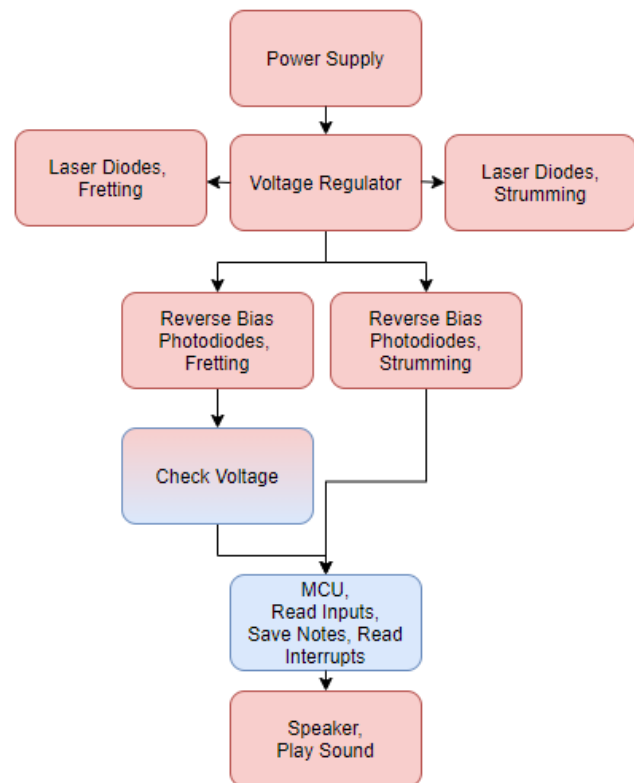 Power Supply
Laser Diodes,
Fretting
Voltage Regulator
Laser Diodes,
Strumming
Reverse Bias
Photodiodes,
Fretting
Reverse Bias
Photodiodes,
Strumming
Check Voltage
MCU,
Read Inputs,
Save Notes, Read
Interrupts
Speaker,
Play Sound